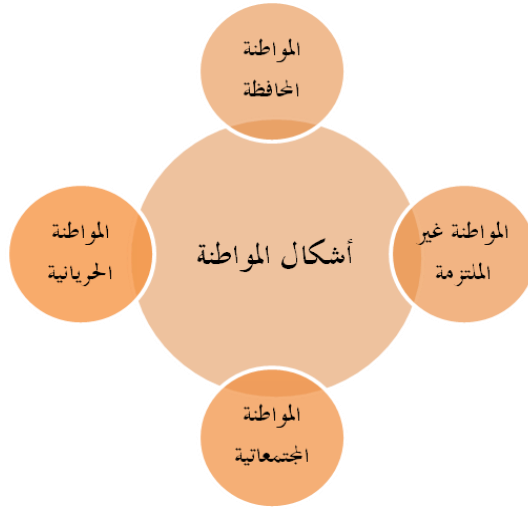 المواطنة
المحافظة
المواطنة غير
الملتزمة
أشكال المواطنة
المواطنة
الحريانية
المواطنة
المجتمعاتية